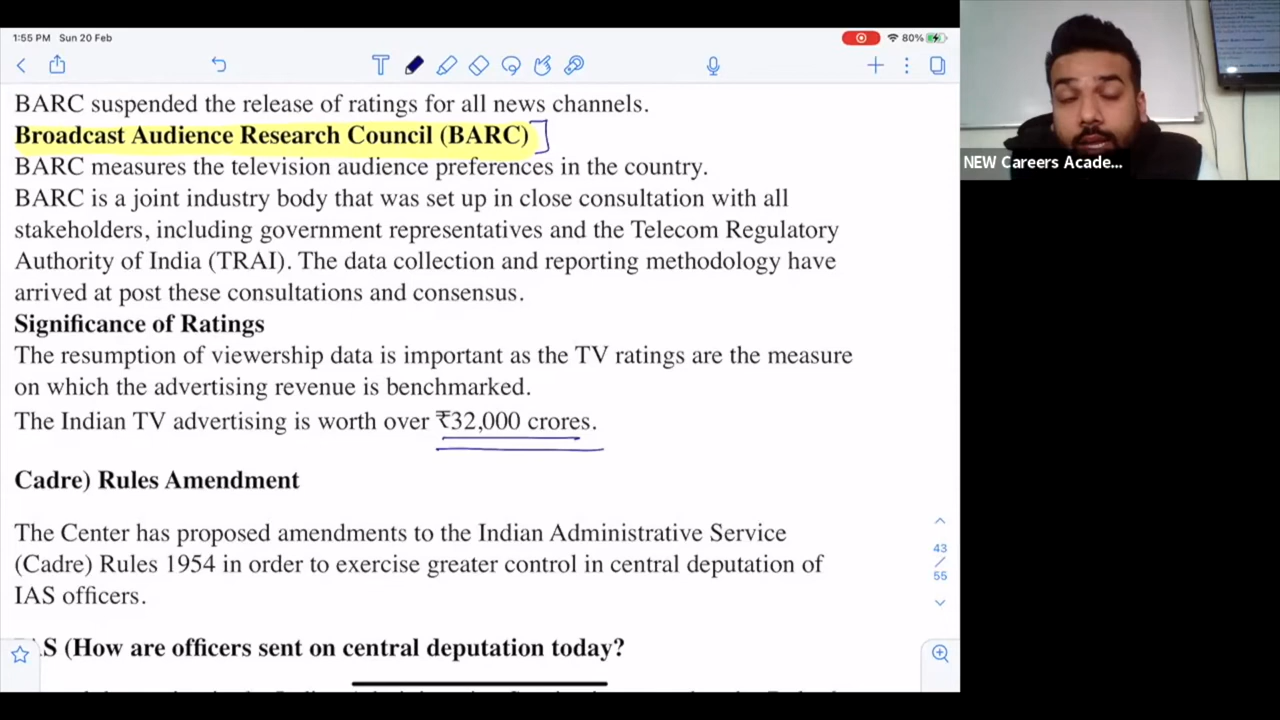 1:55 PM Sun 20 Feb
80%
BARC suspended the release of ratings for all news channels.
Broadcast Audience Research Council (BARC)
BARC measures the television audience preferences in the country.
BARC is a joint industry body that was set up in close consultation with all
stakeholders, including government representatives and the Telecom Regulatory
Authority of India (TRAI). The data collection and reporting methodology have
arrived at post these consultations and consensus.
Significance of Ratings
The resumption of viewership data is important as the TV ratings are the measure
on which the advertising revenue is benchmarked.
The Indian TV advertising is worth over ₹32,000 crores.
Cadre) Rules Amendment
The Center has proposed amendments to the Indian Administrative Service
(Cadre) Rules 1954 in order to exercise greater control in central deputation of
IAS officers.
(How are officers sent on central deputation today?
43
/
55
NEW Careers Acade...